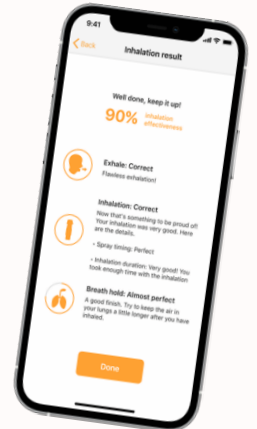 9:41
Back
Inhalation result
Well done, keep it up!
90% inhalation
effectiveness
Exhale: Correct
Flawless exhalation!
Inhalation: Correct
Now that's something to be proud of!
Your inhalation was very good. Here
are the details.
• Spray timing: Perfect
• Inhalation duration: Very good! You
took enough time with the inhalation
Breath hold: Almost perfect
A good finish. Try to keep the air in
your lungs a little longer after you have
inhaled.
Done